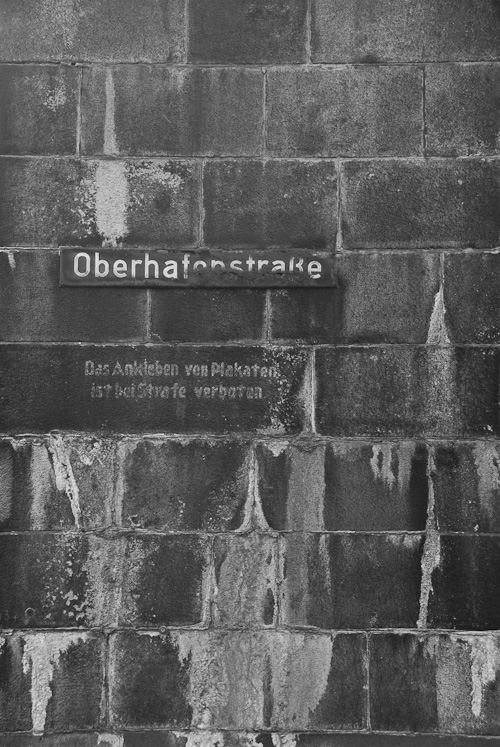 Oberhafenstraße
Das Ankleben von Plakaten
ist bei Strafe verboten